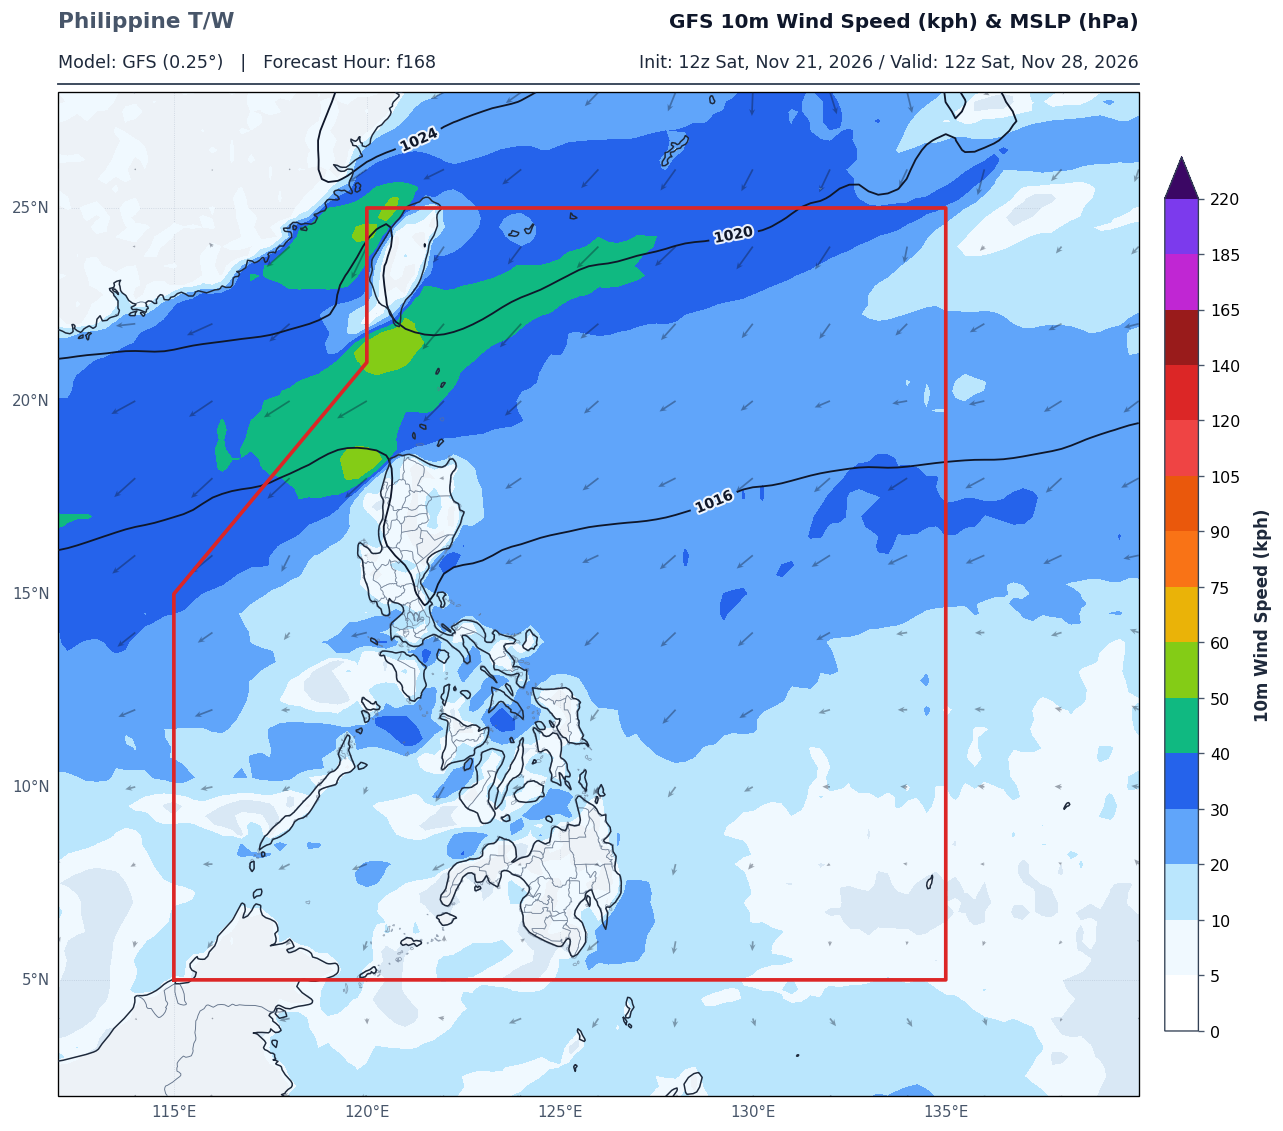 Philippine T/W
GFS 10m Wind Speed (kph) & MSLP (hPa)
Model: GFS (0.25°)   |   Forecast Hour: f168
Init: 12z Sat, Nov 21, 2026 / Valid: 12z Sat, Nov 28, 2026
1024
1020
1016
25°N
20°N
15°N
10°N
5°N
115°E
120°E
125°E
130°E
135°E
220
185
165
140
120
105
90
75
60
50
40
30
20
10
5
0
10m Wind Speed (kph)